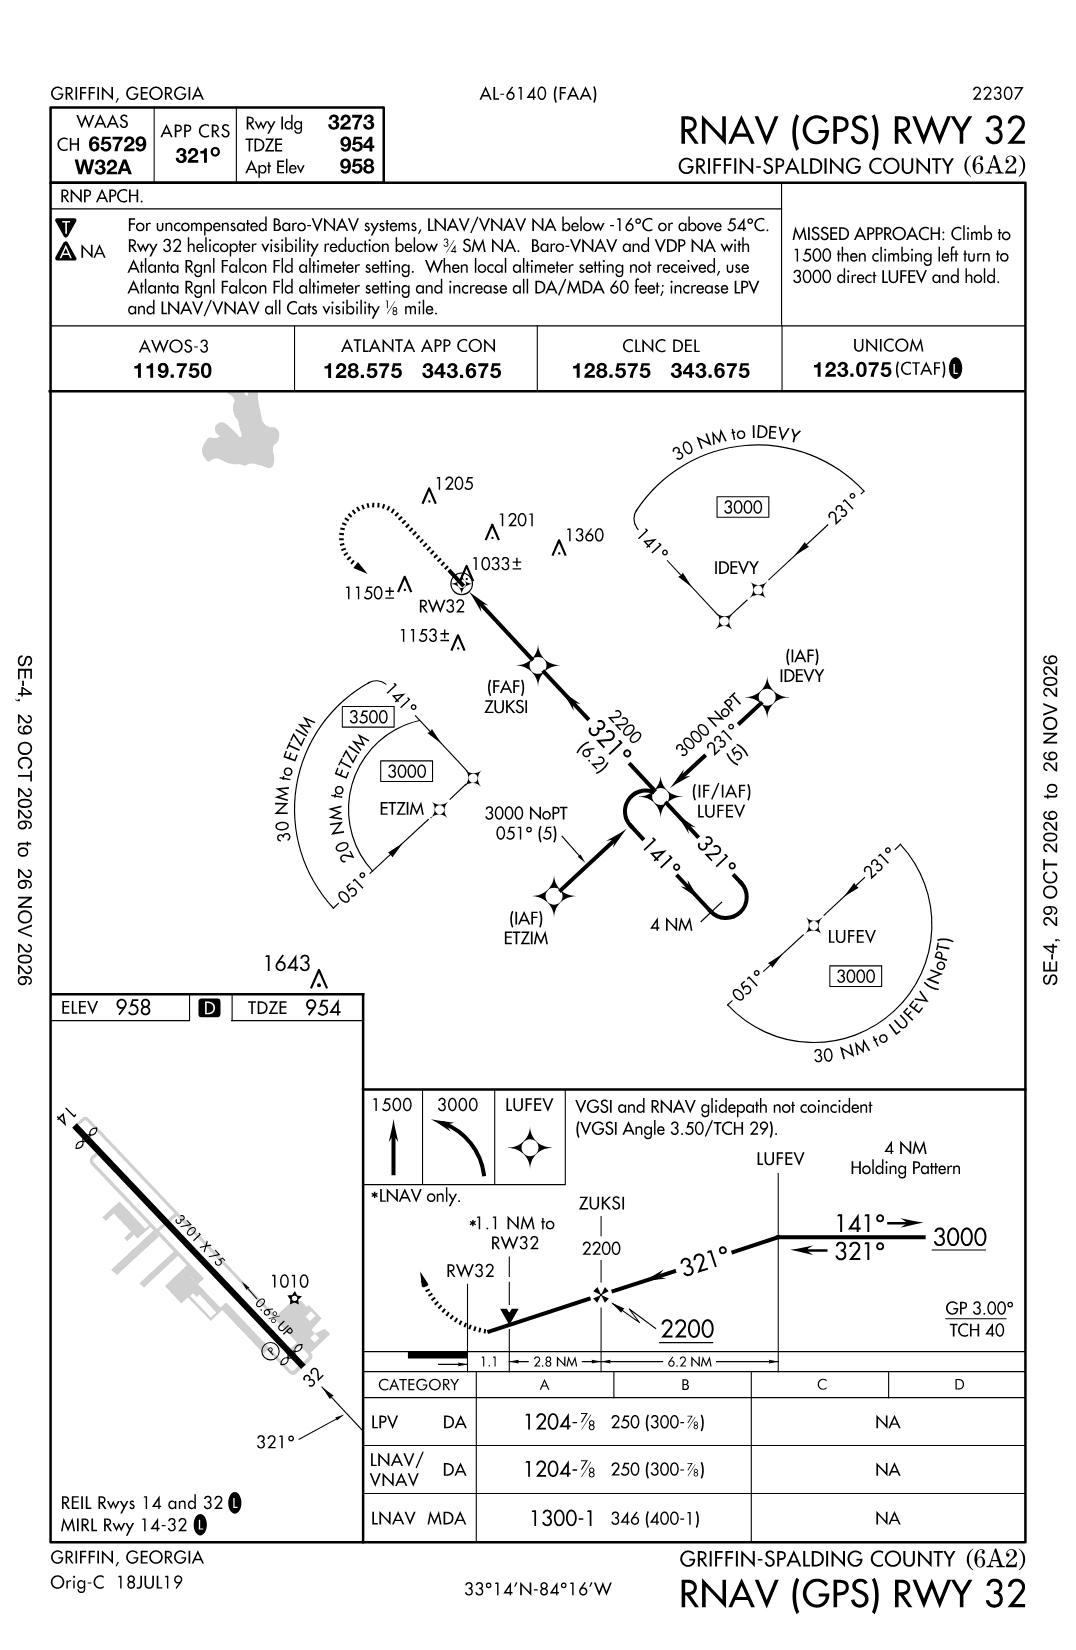 GRIFFIN, GEORGIA
AL-6140 (FAA)
22307
WAAS
CH 65729
W32A
APP CRS
321°
Rwy ldg 3273
TDZE 954
Apt Elev 958
RNAV (GPS) RWY 32
GRIFFIN-SPALDING COUNTY (6A2)
RNP APCH.
T
A NA
For uncompensated Baro-VNAV systems, LNAV/VNAV NA below -16°C or above 54°C.
Rwy 32 helicopter visibility reduction below ¾ SM NA. Baro-VNAV and VDP NA with
Atlanta Rgnl Falcon Fld altimeter setting. When local altimeter setting not received, use
Atlanta Rgnl Falcon Fld altimeter setting and increase all DA/MDA 60 feet; increase LPV
and LNAV/VNAV all Cats visibility ⅛ mile.
MISSED APPROACH: Climb to
1500 then climbing left turn to
3000 direct LUFEV and hold.
AWOS-3
119.750
ATLANTA APP CON
128.575 343.675
CLNC DEL
128.575 343.675
UNICOM
123.075 (CTAF) L
30 NM to IDEVY
3000
231°
141°
IDEVY
1205
1201
1360
1033±
1150±
RW32
1153±
(FAF)
ZUKSI
(IAF)
IDEVY
3000 NoPT
231°
(5)
2200
321°
(6.2)
(IF/IAF)
LUFEV
3000 NoPT
051° (5)
141°
321°
4 NM
(IAF)
ETZIM
30 NM to ETZIM
3500
141°
20 NM to ETZIM
3000
ETZIM
051°
231°
LUFEV
051°
3000
30 NM to LUFEV (NoPT)
1643
SE-4, 29 OCT 2026 to 26 NOV 2026
SE-4, 29 OCT 2026 to 26 NOV 2026
ELEV 958
D
TDZE 954
14
3701 X 75
1010
0.6% UP
P
32
321°
REIL Rwys 14 and 32 L
MIRL Rwy 14-32 L
1500
3000
LUFEV
VGSI and RNAV glidepath not coincident
(VGSI Angle 3.50/TCH 29).
*LNAV only.
4 NM
Holding Pattern
LUFEV
ZUKSI
*1.1 NM to
RW32
2200
RW32
321°
141°
321°
3000
2200
GP 3.00°
TCH 40
1.1
2.8 NM
6.2 NM
CATEGORY A B C D
LPV DA 1204-⅞ 250 (300-⅞) NA
LNAV/
VNAV DA 1204-⅞ 250 (300-⅞) NA
LNAV MDA 1300-1 346 (400-1) NA
GRIFFIN, GEORGIA
Orig-C 18JUL19
33°14'N-84°16'W
GRIFFIN-SPALDING COUNTY (6A2)
RNAV (GPS) RWY 32